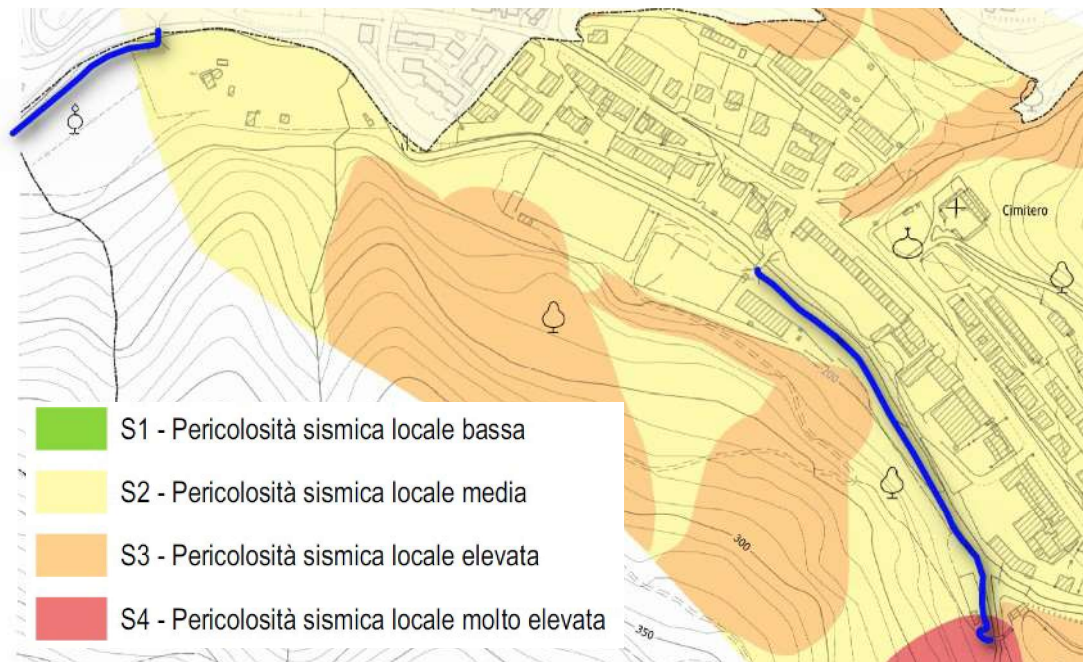 Cimitero
200
300
350
S1 - Pericolosità sismica locale bassa
S2 - Pericolosità sismica locale media
S3 - Pericolosità sismica locale elevata
S4 - Pericolosità sismica locale molto elevata